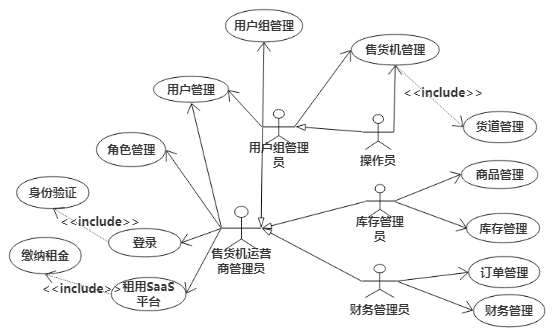 用户组管理
售货机管理
用户管理
<<include>>
货道管理
用户组管理
员
操作员
角色管理
商品管理
身份验证
<<include>>
登录
库存管理
员
库存管理
缴纳租金
售货机运营
商管理员
<<include>>
租用SaaS
平台
订单管理
财务管理员
财务管理